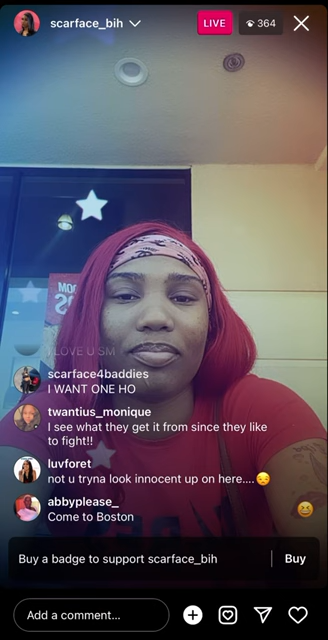 scarface_bih
LIVE
364
I LOVE U SM
scarface4baddies
I WANT ONE HO
twantius_monique
I see what they get it from since they like
to fight!!
luvforet
not u tryna look innocent up on here....😒
abbyplease_
Come to Boston
Buy a badge to support scarface_bih
Buy
Add a comment...